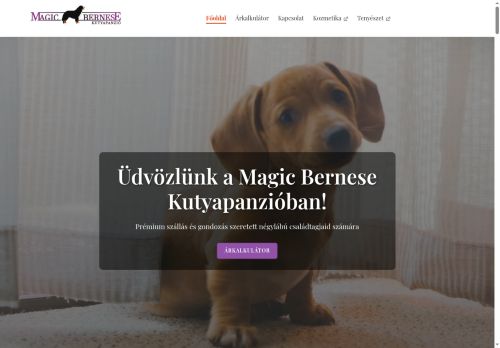 MAGIC BERNESE
KUTYAPANZIÓ
Főoldal Árkalkulátor Kapcsolat Kozmetika Tenyészet
Üdvözlünk a Magic Bernese
Kutyapanzióban!
Prémium szállás és gondozás szeretett négylábú családtagjaid számára
ÁRKALKULÁTOR